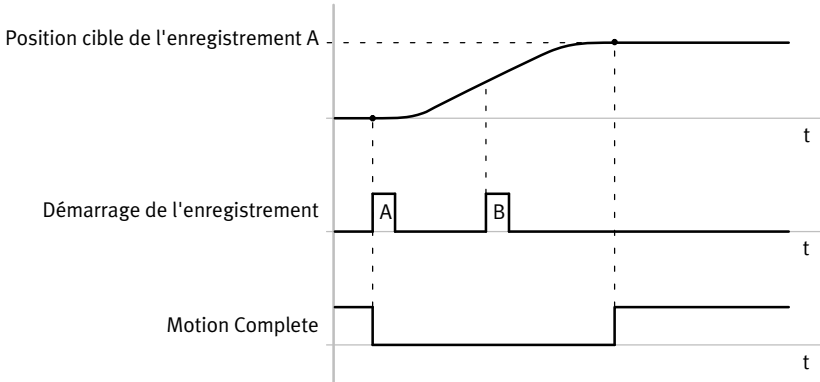 Position cible de l'enregistrement A
t
Démarrage de l'enregistrement
A
B
t
Motion Complete
t